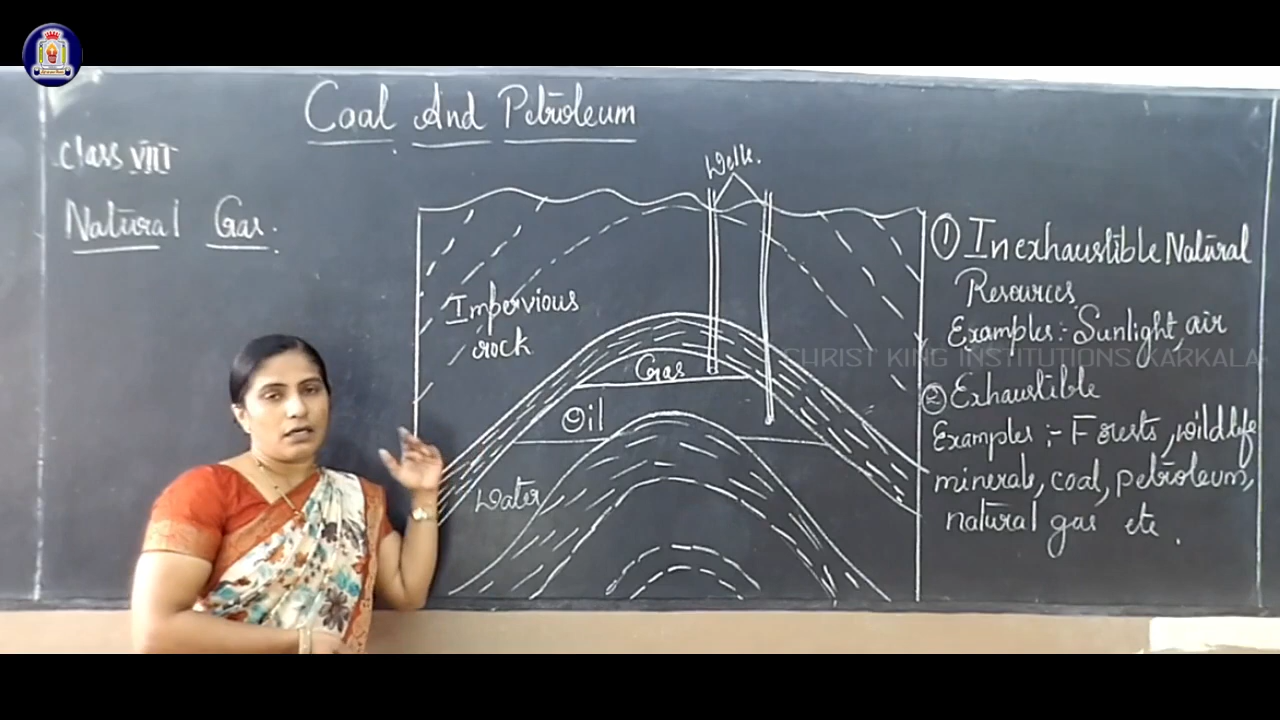 Coal And Petroleum
Class VIII
Natural Gas.
Wells.
Impervious
rock
Gas
Oil
Water
① Inexhaustible Natural
Resources
Examples:- Sunlight, air
② Exhaustible
Examples :- Forests, wildlife
minerals, coal, petroleum,
natural gas etc.
CHRIST KING INSTITUTIONS KARKALA